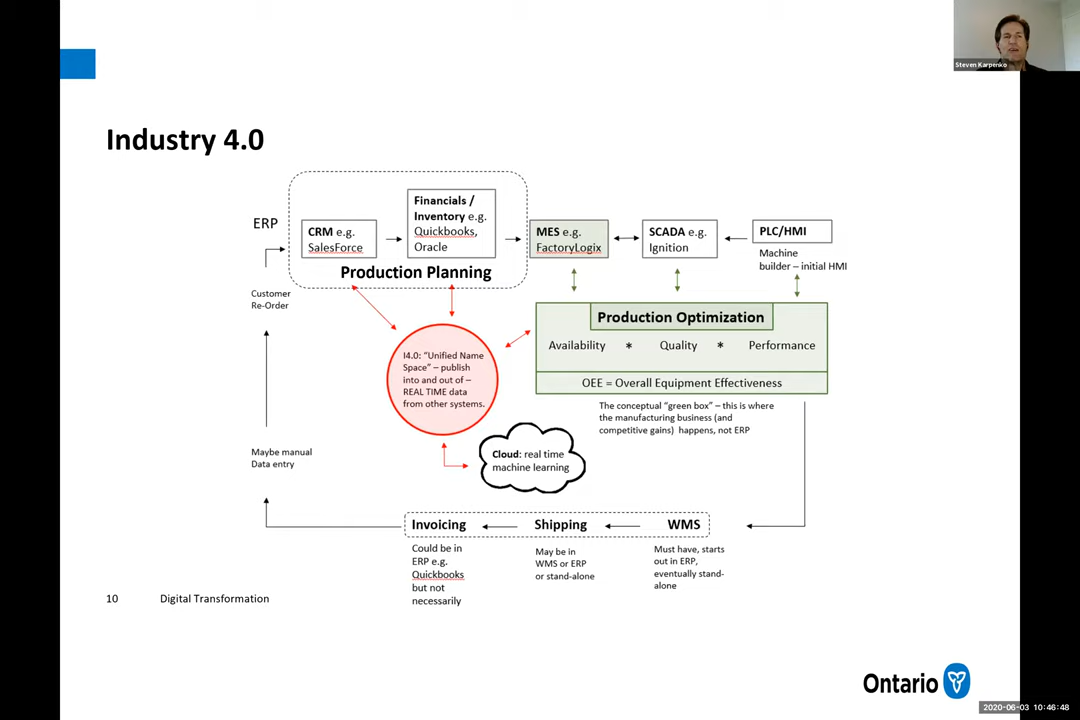 Steven Karpenko
Industry 4.0
ERP
CRM e.g.
SalesForce
Financials /
Inventory e.g.
Quickbooks,
Oracle
Production Planning
MES e.g.
FactoryLogix
SCADA e.g.
Ignition
PLC/HMI
Machine
builder – initial HMI
Customer
Re-Order
Production Optimization
Availability * Quality * Performance
OEE = Overall Equipment Effectiveness
I4.0: “Unified Name
Space” – publish
into and out of –
REAL TIME data
from other systems.
The conceptual “green box” – this is where
the manufacturing business (and
competitive gains) happens, not ERP
Cloud: real time
machine learning
Maybe manual
Data entry
Invoicing
Shipping
WMS
Could be in
ERP e.g.
Quickbooks
but not
necessarily
May be in
WMS or ERP
or stand-alone
Must have, starts
out in ERP,
eventually stand-
alone
10 Digital Transformation
Ontario
2020-06-03 10:46:48